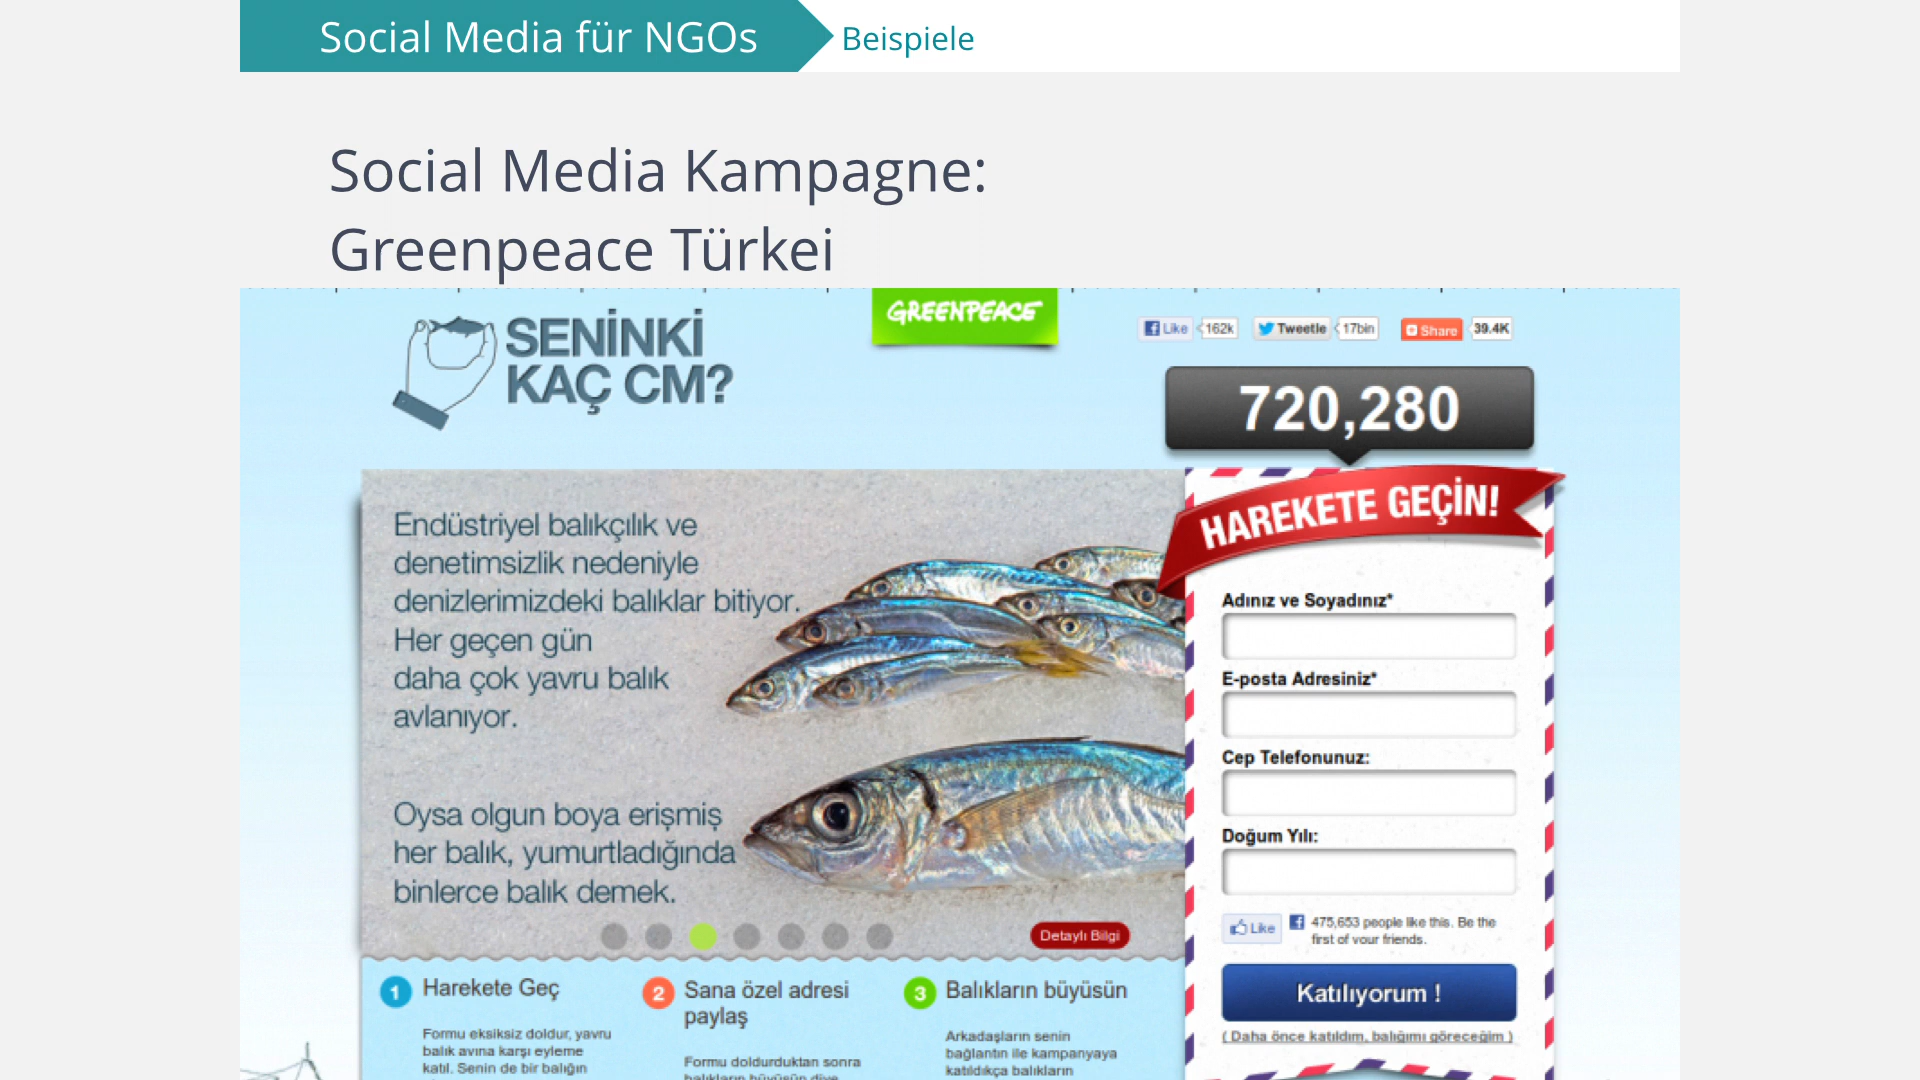 Social Media für NGOs
Beispiele
Social Media Kampagne:
Greenpeace Türkei
SENİNKİ
KAÇ CM?
GREENPEACE
Like 162k
Tweetle 17bin
Share 39.4K
720,280
HAREKETE GEÇİN!
Endüstriyel balıkçılık ve
denetimsizlik nedeniyle
denizlerimizdeki balıklar bitiyor.
Her geçen gün
daha çok yavru balık
avlanıyor.
Oysa olgun boya erişmiş
her balık, yumurtladığında
binlerce balık demek.
Detaylı Bilgi
Adınız ve Soyadınız*
E-posta Adresiniz*
Cep Telefonunuz:
Doğum Yılı:
Like
475,653 people like this. Be the
first of your friends.
Katılıyorum !
( Daha önce katıldım, balığımı göreceğim )
1 Harekete Geç
Formu eksiksiz doldur, yavru
balık avına karşı eyleme
katıl. Senin de bir balığın
2 Sana özel adresi
paylaş
Formu doldurduktan sonra
balıkların büyüsün diye
3 Balıkların büyüsün
Arkadaşların senin
bağlantın ile kampanyaya
katıldıkça balıkların